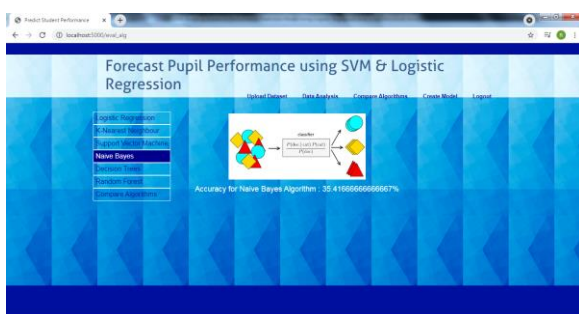 Predict Student Performance
localhost:5000/eval_alg
Forecast Pupil Performance using SVM & Logistic
Regression
Upload Dataset Data Analysis Compare Algorithms Create Model Logout
Logistic Regression
K-Nearest Neighbour
Support Vector Machine
Naive Bayes
Decision Trees
Random Forest
Compare Algorithms
classifier
Accuracy for Naive Bayes Algorithm : 35.41666666666667%